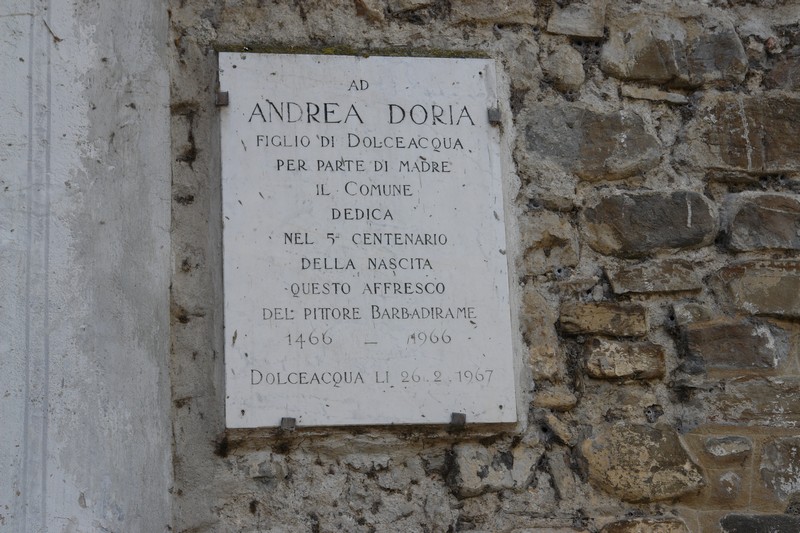 AD
ANDREA DORIA
FIGLIO DI DOLCEACQUA
PER PARTE DI MADRE
IL COMUNE
DEDICA
NEL 5° CENTENARIO
DELLA NASCITA
QUESTO AFFRESCO
DEL PITTORE BARBADIRAME
1466 - 1966
DOLCEACQUA LI 26.2.1967